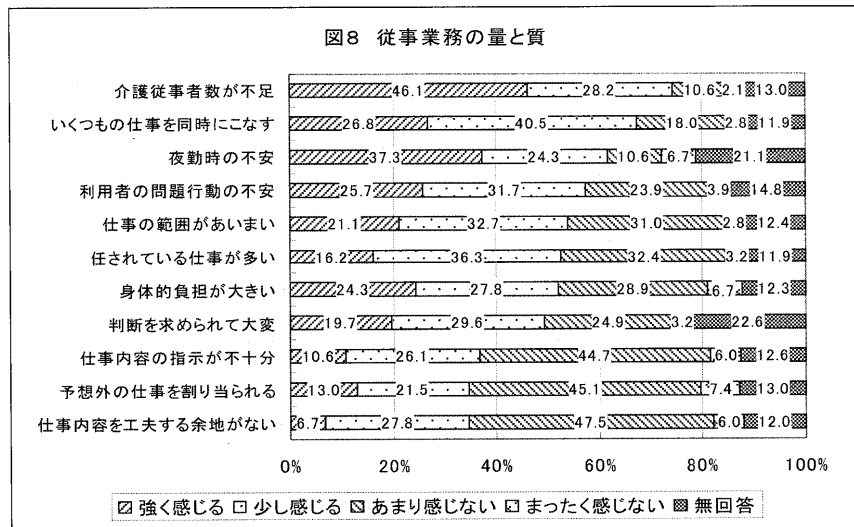 図8 従事業務の量と質
介護従事者数が不足 46.1 28.2 10.6 2.1 13.0
いくつもの仕事を同時にこなす 26.8 40.5 18.0 2.8 11.9
夜勤時の不安 37.3 24.3 10.6 6.7 21.1
利用者の問題行動の不安 25.7 31.7 23.9 3.9 14.8
仕事の範囲があいまい 21.1 32.7 31.0 2.8 12.4
任されている仕事が多い 16.2 36.3 32.4 3.2 11.9
身体的負担が大きい 24.3 27.8 28.9 6.7 12.3
判断を求められて大変 19.7 29.6 24.9 3.2 22.6
仕事内容の指示が不十分 10.6 26.1 44.7 6.0 12.6
予想外の仕事を割り当られる 13.0 21.5 45.1 7.4 13.0
仕事内容を工夫する余地がない 6.7 27.8 47.5 6.0 12.0
0% 20% 40% 60% 80% 100%
強く感じる 少し感じる あまり感じない まったく感じない 無回答